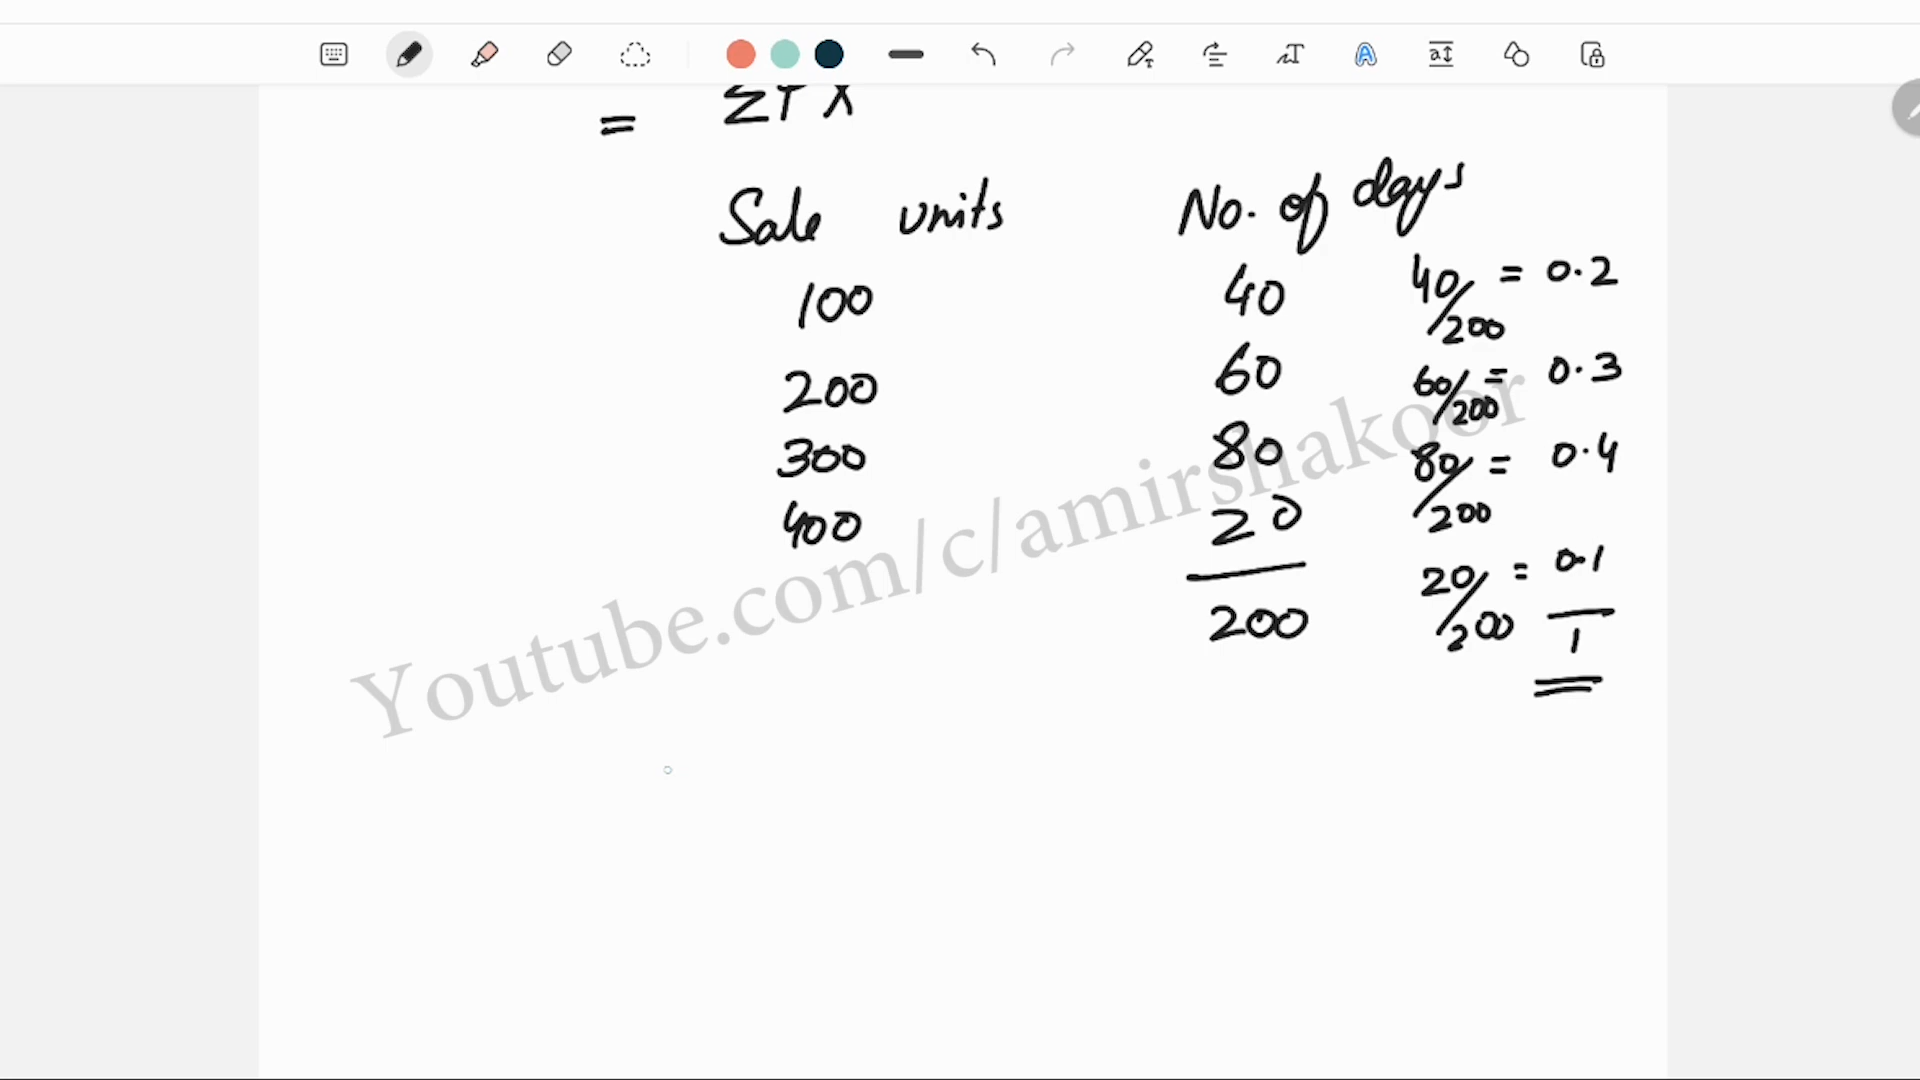 = ΣPX
Sale units No. of days
100 40 40/200 = 0.2
200 60 60/200 = 0.3
300 80 80/200 = 0.4
400 20 20/200 = 0.1
200 1
Youtube.com/c/amirshakoor